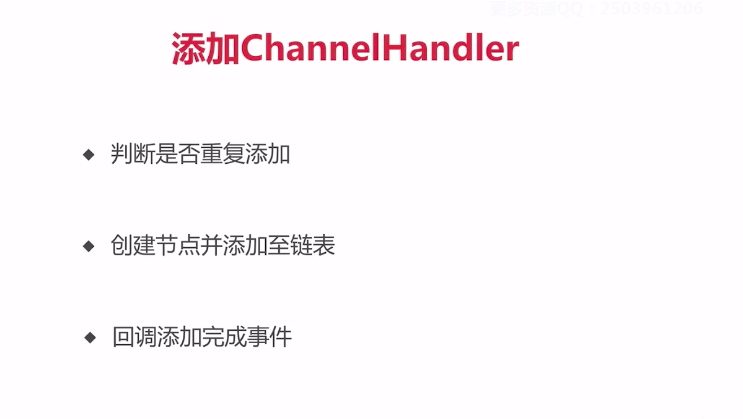 更多资源QQ：2503961206
添加ChannelHandler
判断是否重复添加
创建节点并添加至链表
回调添加完成事件